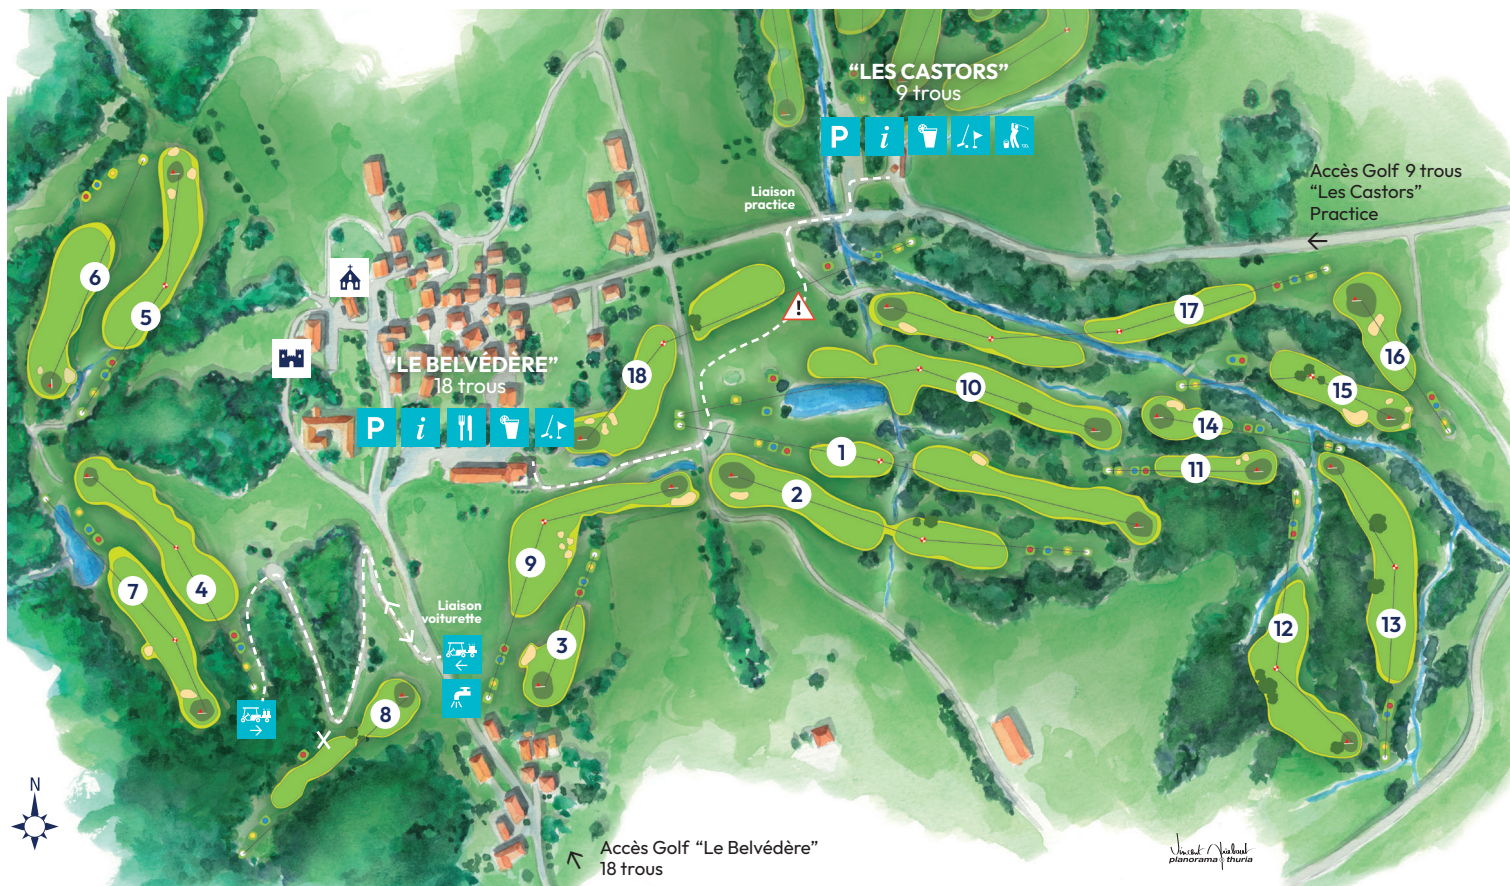 “LES CASTORS”
9 trous
P
i
Accès Golf 9 trous
“Les Castors”
Practice
Liaison
practice
6
5
17
!
16
“LE BELVÉDÈRE”
18 trous
18
10
15
P
i
14
1
11
2
9
7
4
Liaison
voiturette
3
12
13
8
X
N
Accès Golf “Le Belvédère”
18 trous
planorama
thuria